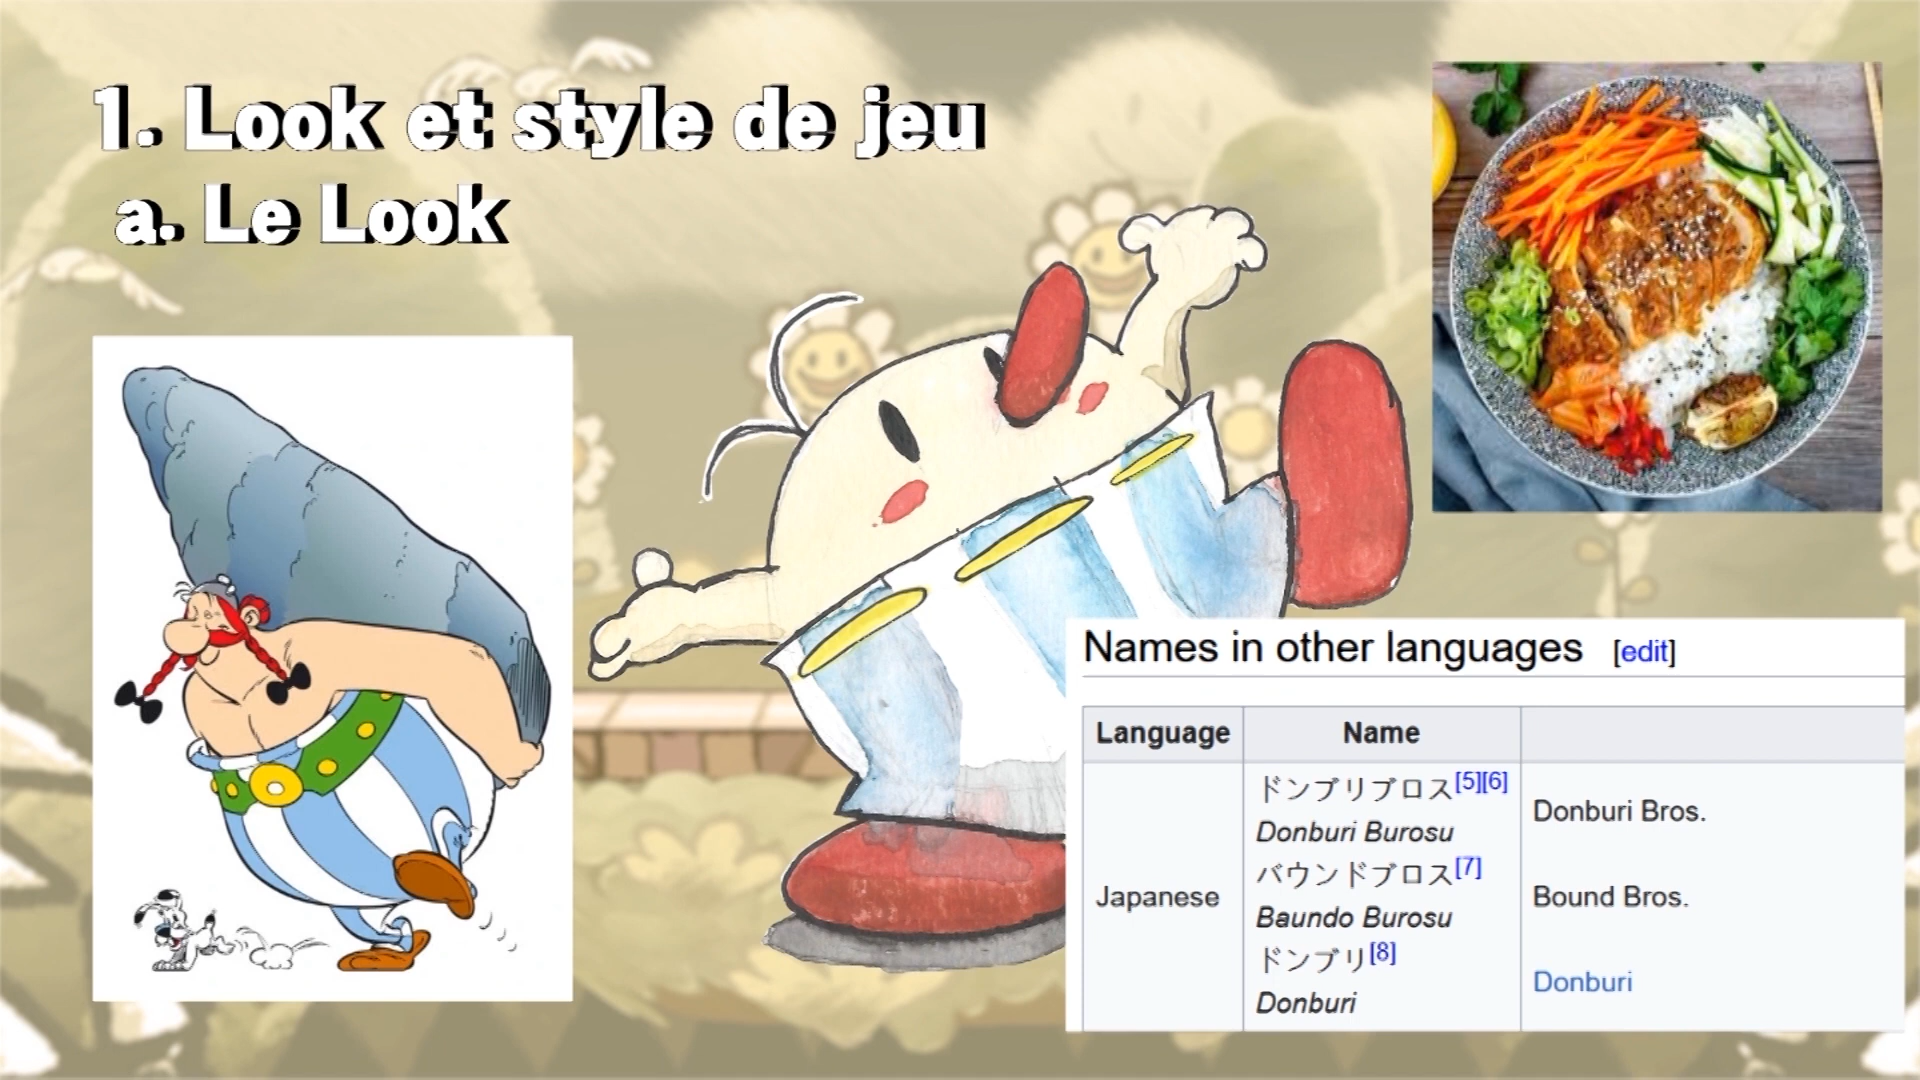 1. Look et style de jeu
a. Le Look
Names in other languages [edit]
Language Name
Japanese
ドンブリブロス[5][6]
Donburi Burosu
Donburi Bros.
バウンドブロス[7]
Baundo Burosu
Bound Bros.
ドンブリ[8]
Donburi
Donburi